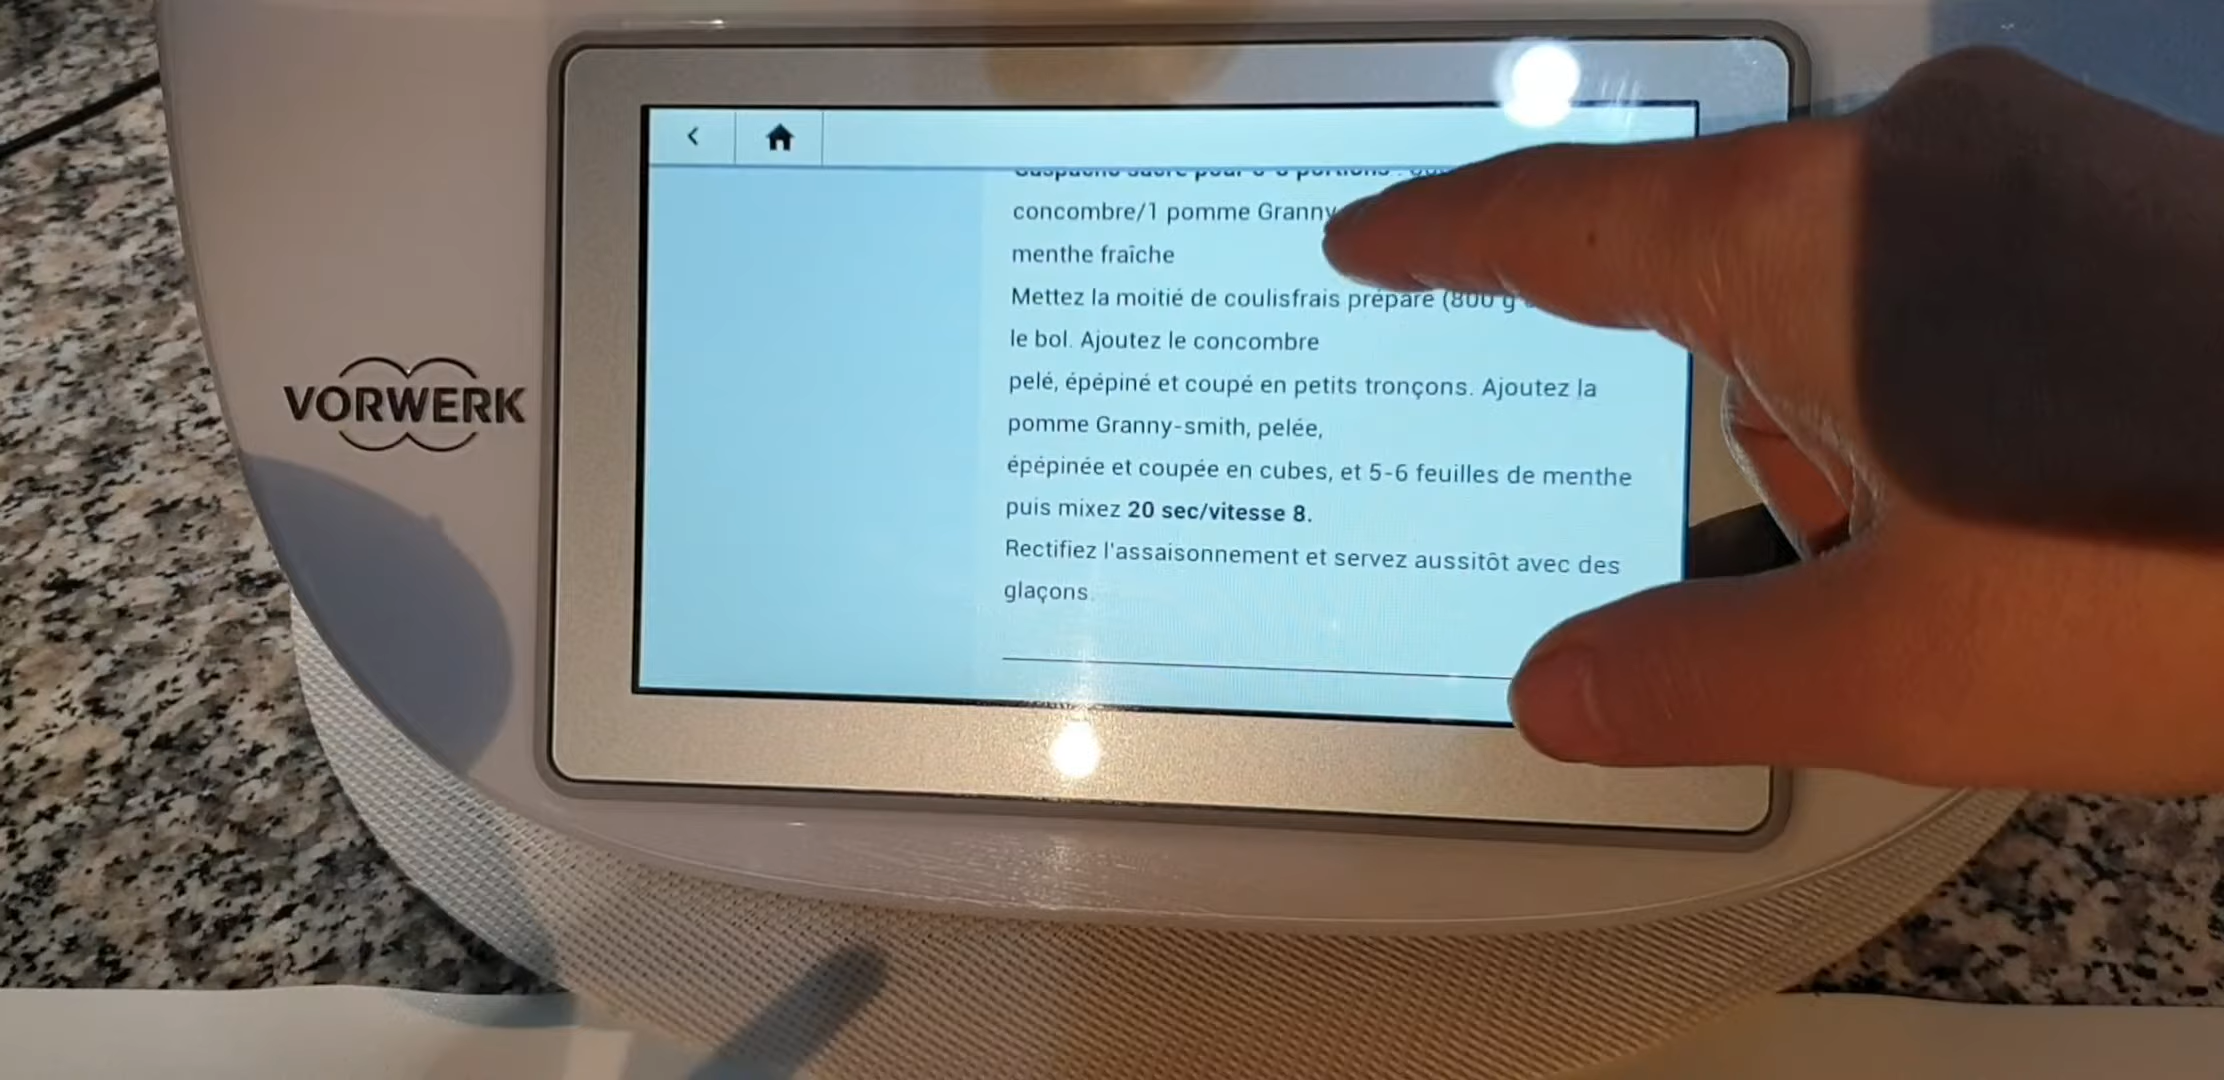 VORWERK
concombre/1 pomme Granny
menthe fraîche
Mettez la moitié de coulisfrais préparé (800 g
le bol. Ajoutez le concombre
pelé, épépiné et coupé en petits tronçons. Ajoutez la
pomme Granny-smith, pelée,
épépinée et coupée en cubes, et 5-6 feuilles de menthe
puis mixez 20 sec/vitesse 8.
Rectifiez l'assaisonnement et servez aussitôt avec des
glaçons.